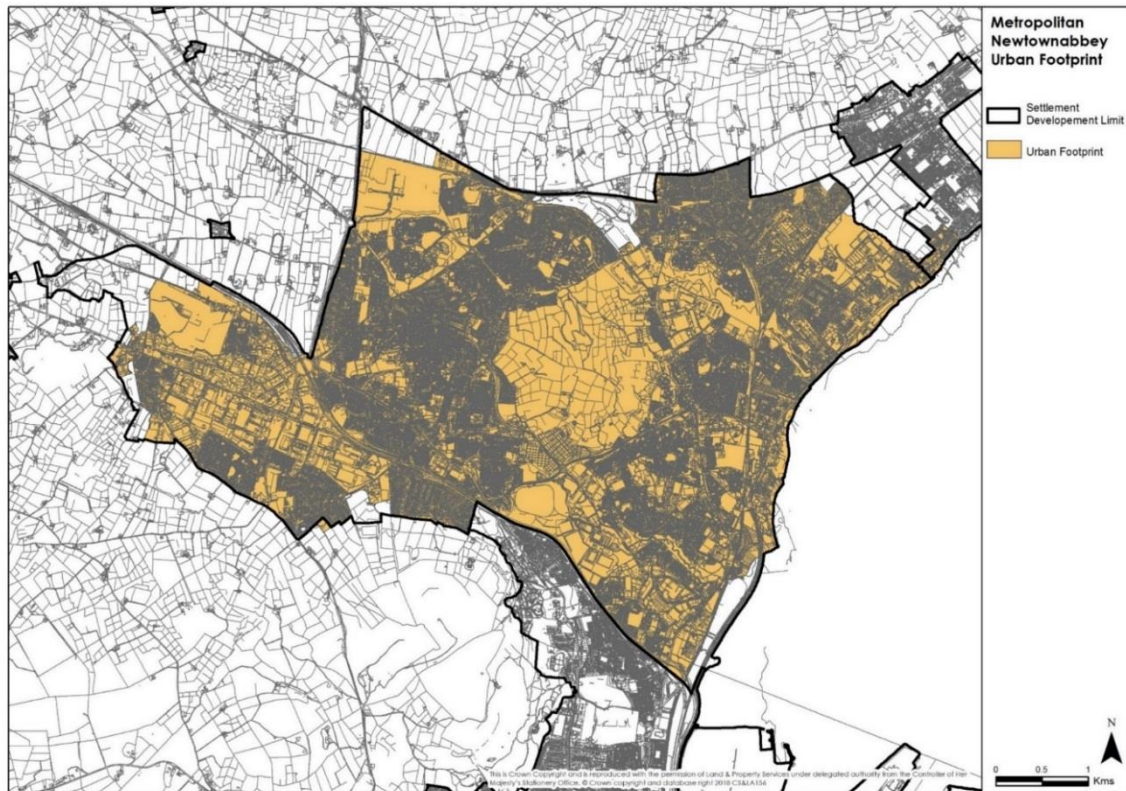 Metropolitan
Newtownabbey
Urban Footprint
Settlement
Developement Limit
Urban Footprint
N
0 0.5 1
Kms
This is Crown Copyright and is reproduced with the permission of Land & Property Services under delegated authority from the Controller of Her
Majesty's Stationery Office, © Crown copyright and database right 2018 CS&LA156